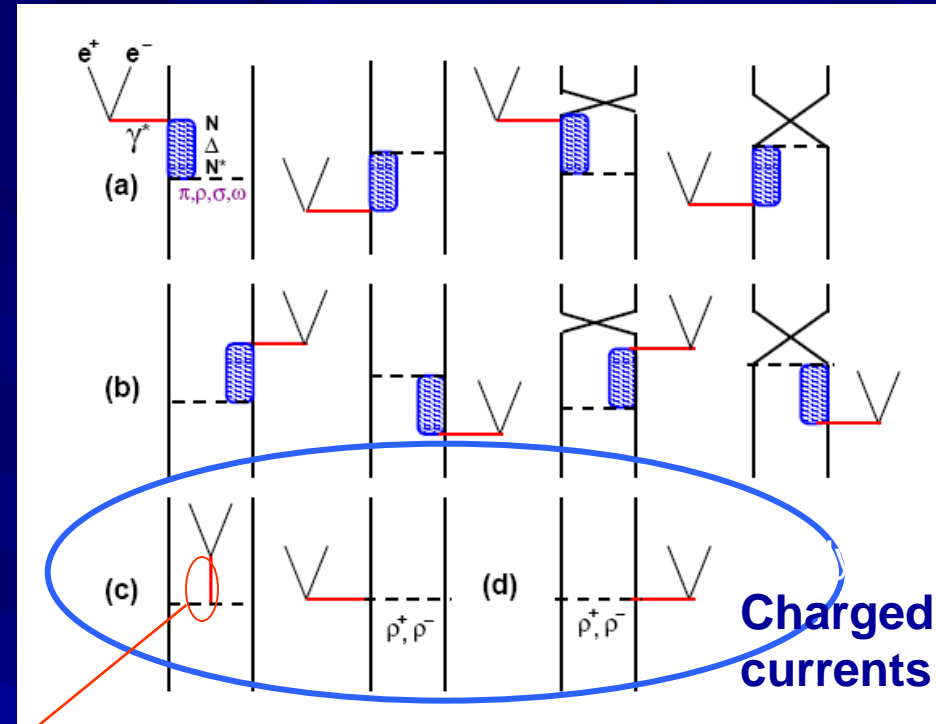 e⁺ e⁻
γ*
N
Δ
N*
(a)
π,ρ,σ,ω
(b)
(c)
ρ⁺, ρ⁻
(d)
ρ⁺, ρ⁻
Charged
currents